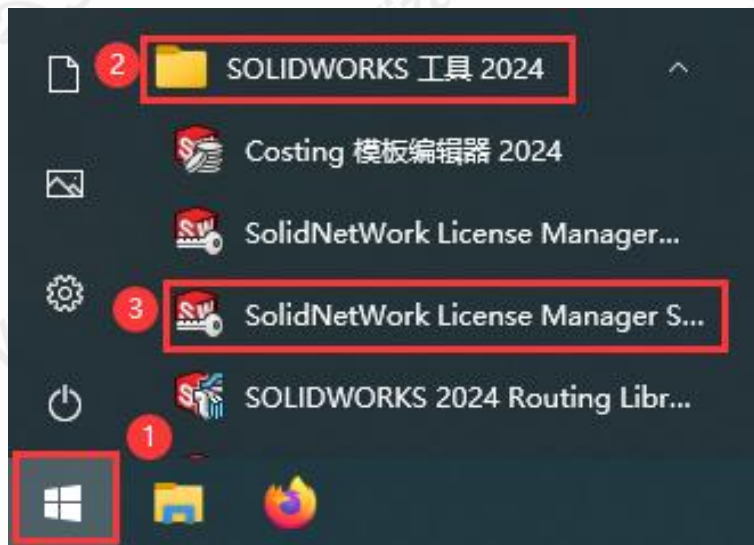 2
SOLIDWORKS 工具 2024
Costing 模板编辑器 2024
SolidNetWork License Manager...
3
SolidNetWork License Manager S...
SOLIDWORKS 2024 Routing Libr...
1